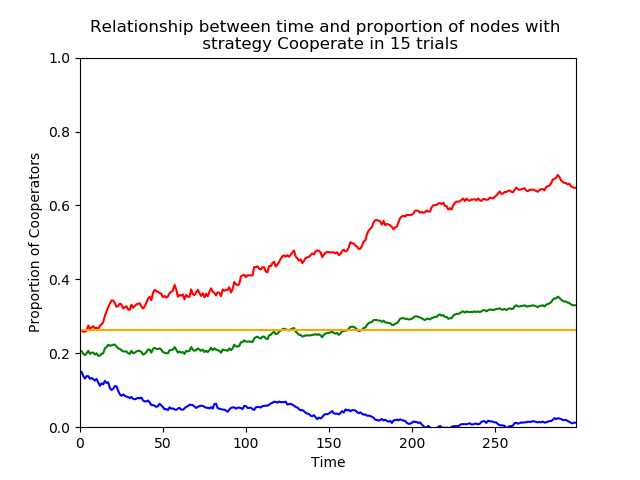 Relationship between time and proportion of nodes with
strategy Cooperate in 15 trials
1.0
0.8
0.6
0.4
0.2
0.0
Proportion of Cooperators
0 50 100 150 200 250
Time